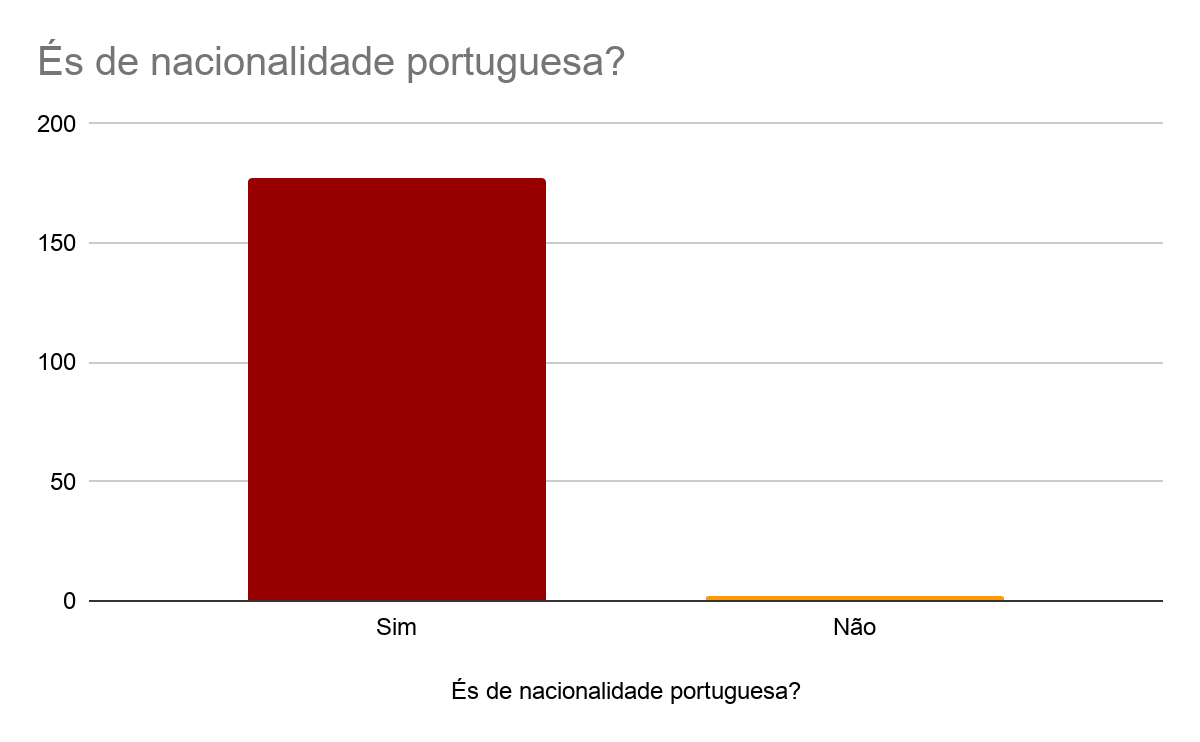 És de nacionalidade portuguesa?
200
150
100
50
0
Sim
Não
És de nacionalidade portuguesa?